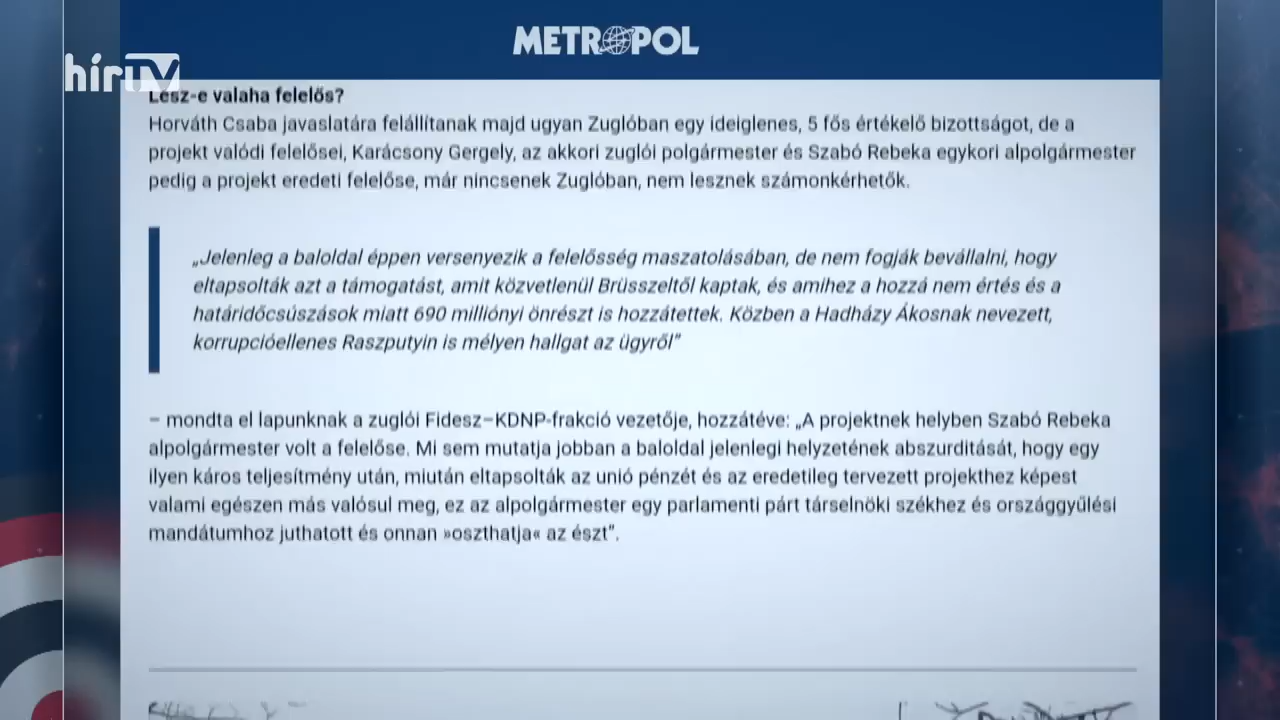 METROPOL
hírTV
Lesz-e valaha felelős?
Horváth Csaba javaslatára felállítanak majd ugyan Zuglóban egy ideiglenes, 5 fős értékelő bizottságot, de a
projekt valódi felelősei, Karácsony Gergely, az akkori zuglói polgármester és Szabó Rebeka egykori alpolgármester
pedig a projekt eredeti felelőse, már nincsenek Zuglóban, nem lesznek számonkérhetők.
„Jelenleg a baloldal éppen versenyezik a felelősség maszatolásában, de nem fogják bevállalni, hogy
eltapsolták azt a támogatást, amit közvetlenül Brüsszeltől kaptak, és amihez a hozzá nem értés és a
határidőcsúszások miatt 690 milliónyi önrészt is hozzátettek. Közben a Hadházy Ákosnak nevezett,
korrupcióellenes Raszputyin is mélyen hallgat az ügyről”
– mondta el lapunknak a zuglói Fidesz–KDNP-frakció vezetője, hozzátéve: „A projektnek helyben Szabó Rebeka
alpolgármester volt a felelőse. Mi sem mutatja jobban a baloldal jelenlegi helyzetének abszurditását, hogy egy
ilyen káros teljesítmény után, miután eltapsolták az unió pénzét és az eredetileg tervezett projekthez képest
valami egészen más valósul meg, ez az alpolgármester egy parlamenti párt társelnöki székhez és országgyűlési
mandátumhoz juthatott és onnan »oszthatja« az észt”.